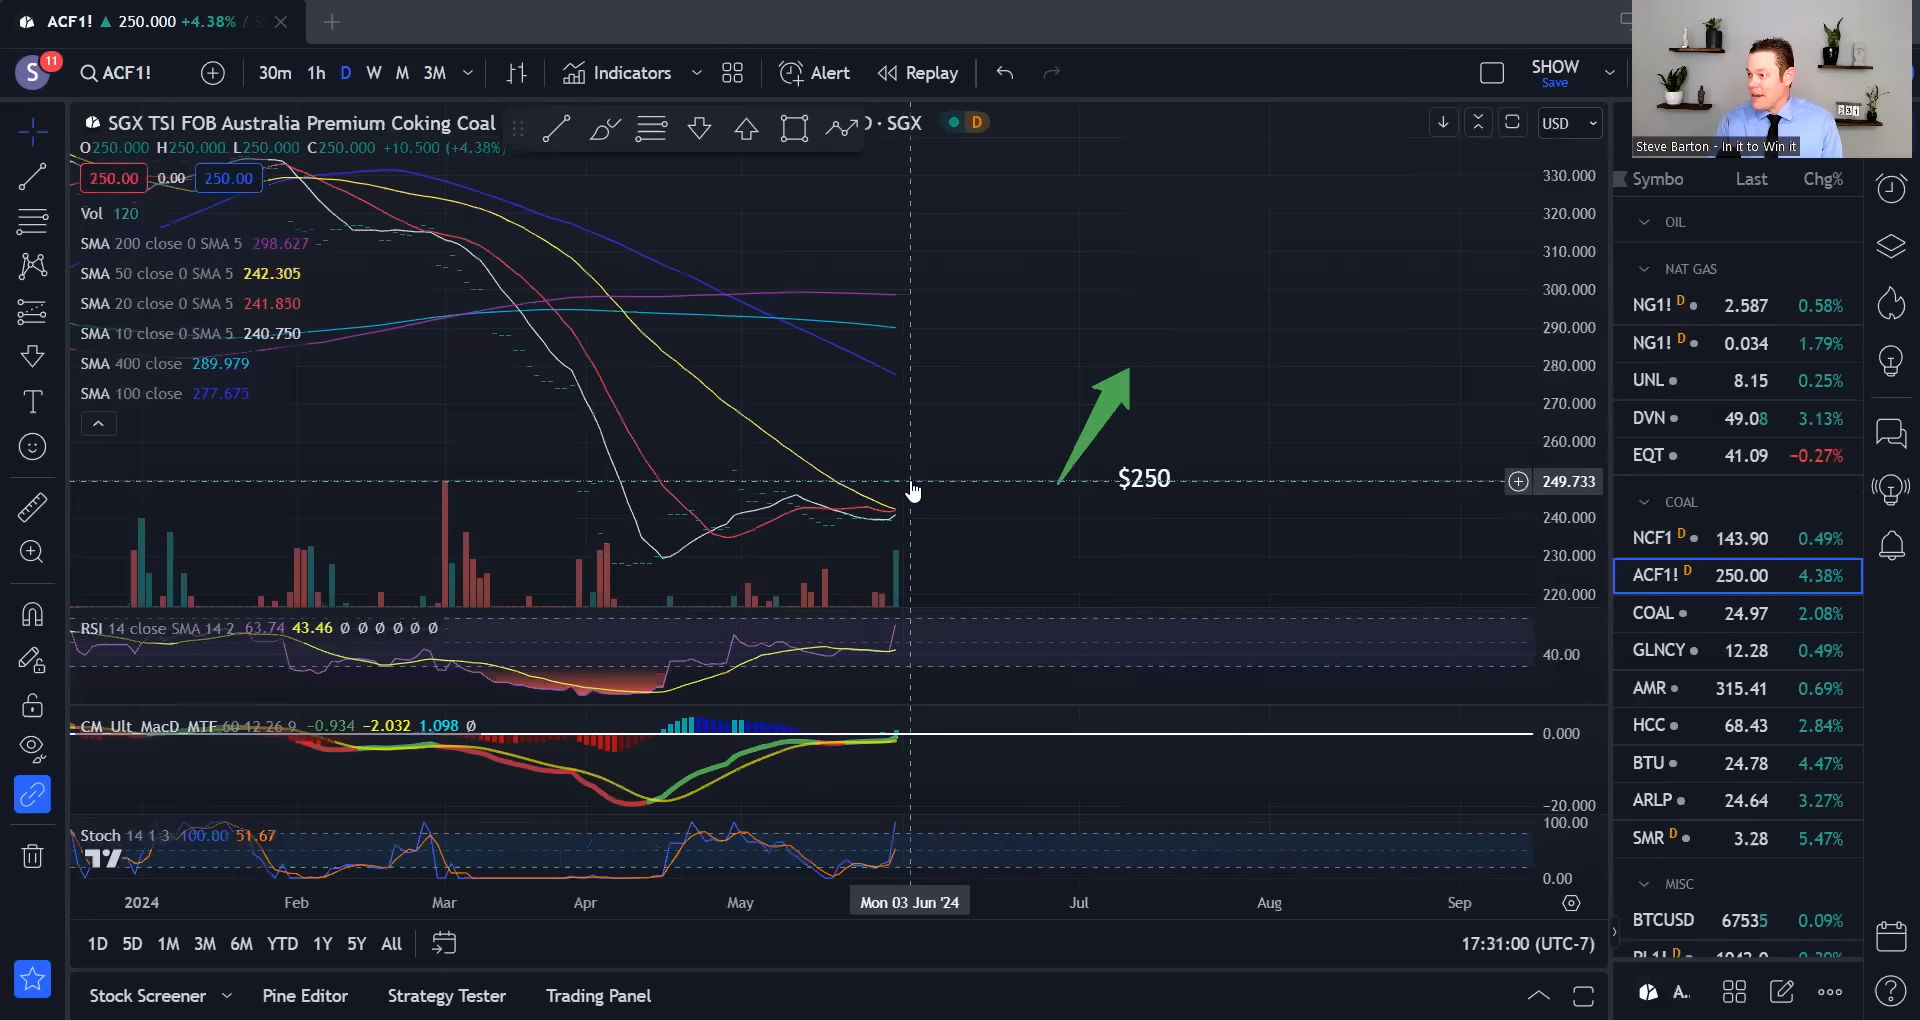 ACF1! ▲ 250.000 +4.38% /
S 11 ACF1! 30m 1h D W M 3M Indicators Alert Replay SHOW
Save
Steve Barton - In it to Win it
SGX TSI FOB Australia Premium Coking Coal · SGX D USD
O250.000 H250.000 L250.000 C250.000 +10.500 (+4.38%)
250.00 0.00 250.00
Vol 120
SMA 200 close 0 SMA 5 298.627
SMA 50 close 0 SMA 5 242.305
SMA 20 close 0 SMA 5 241.850
SMA 10 close 0 SMA 5 240.750
SMA 400 close 289.979
SMA 100 close 277.675
$250
330.000
320.000
310.000
300.000
290.000
280.000
270.000
260.000
249.733
240.000
230.000
220.000
RSI 14 close SMA 14 2 63.74 43.46 Ø Ø Ø Ø Ø Ø
40.00
CM_Ult_MacD_MTF 60 12 26 9 −0.934 −2.032 1.098 Ø
0.000
−20.000
Stoch 14 1 3 100.00 51.67
100.00
0.00
2024 Feb Mar Apr May Mon 03 Jun '24 Jul Aug Sep
1D 5D 1M 3M 6M YTD 1Y 5Y All 17:31:00 (UTC-7)
Stock Screener Pine Editor Strategy Tester Trading Panel
Symbo Last Chg%
OIL
NAT GAS
NG1! D 2.587 0.58%
NG1! D 0.034 1.79%
UNL 8.15 0.25%
DVN 49.08 3.13%
EQT 41.09 −0.27%
COAL
NCF1 D 143.90 0.49%
ACF1! D 250.00 4.38%
COAL 24.97 2.08%
GLNCY 12.28 0.49%
AMR 315.41 0.69%
HCC 68.43 2.84%
BTU 24.78 4.47%
ARLP 24.64 3.27%
SMR D 3.28 5.47%
MISC
BTCUSD 67535 0.09%
A..